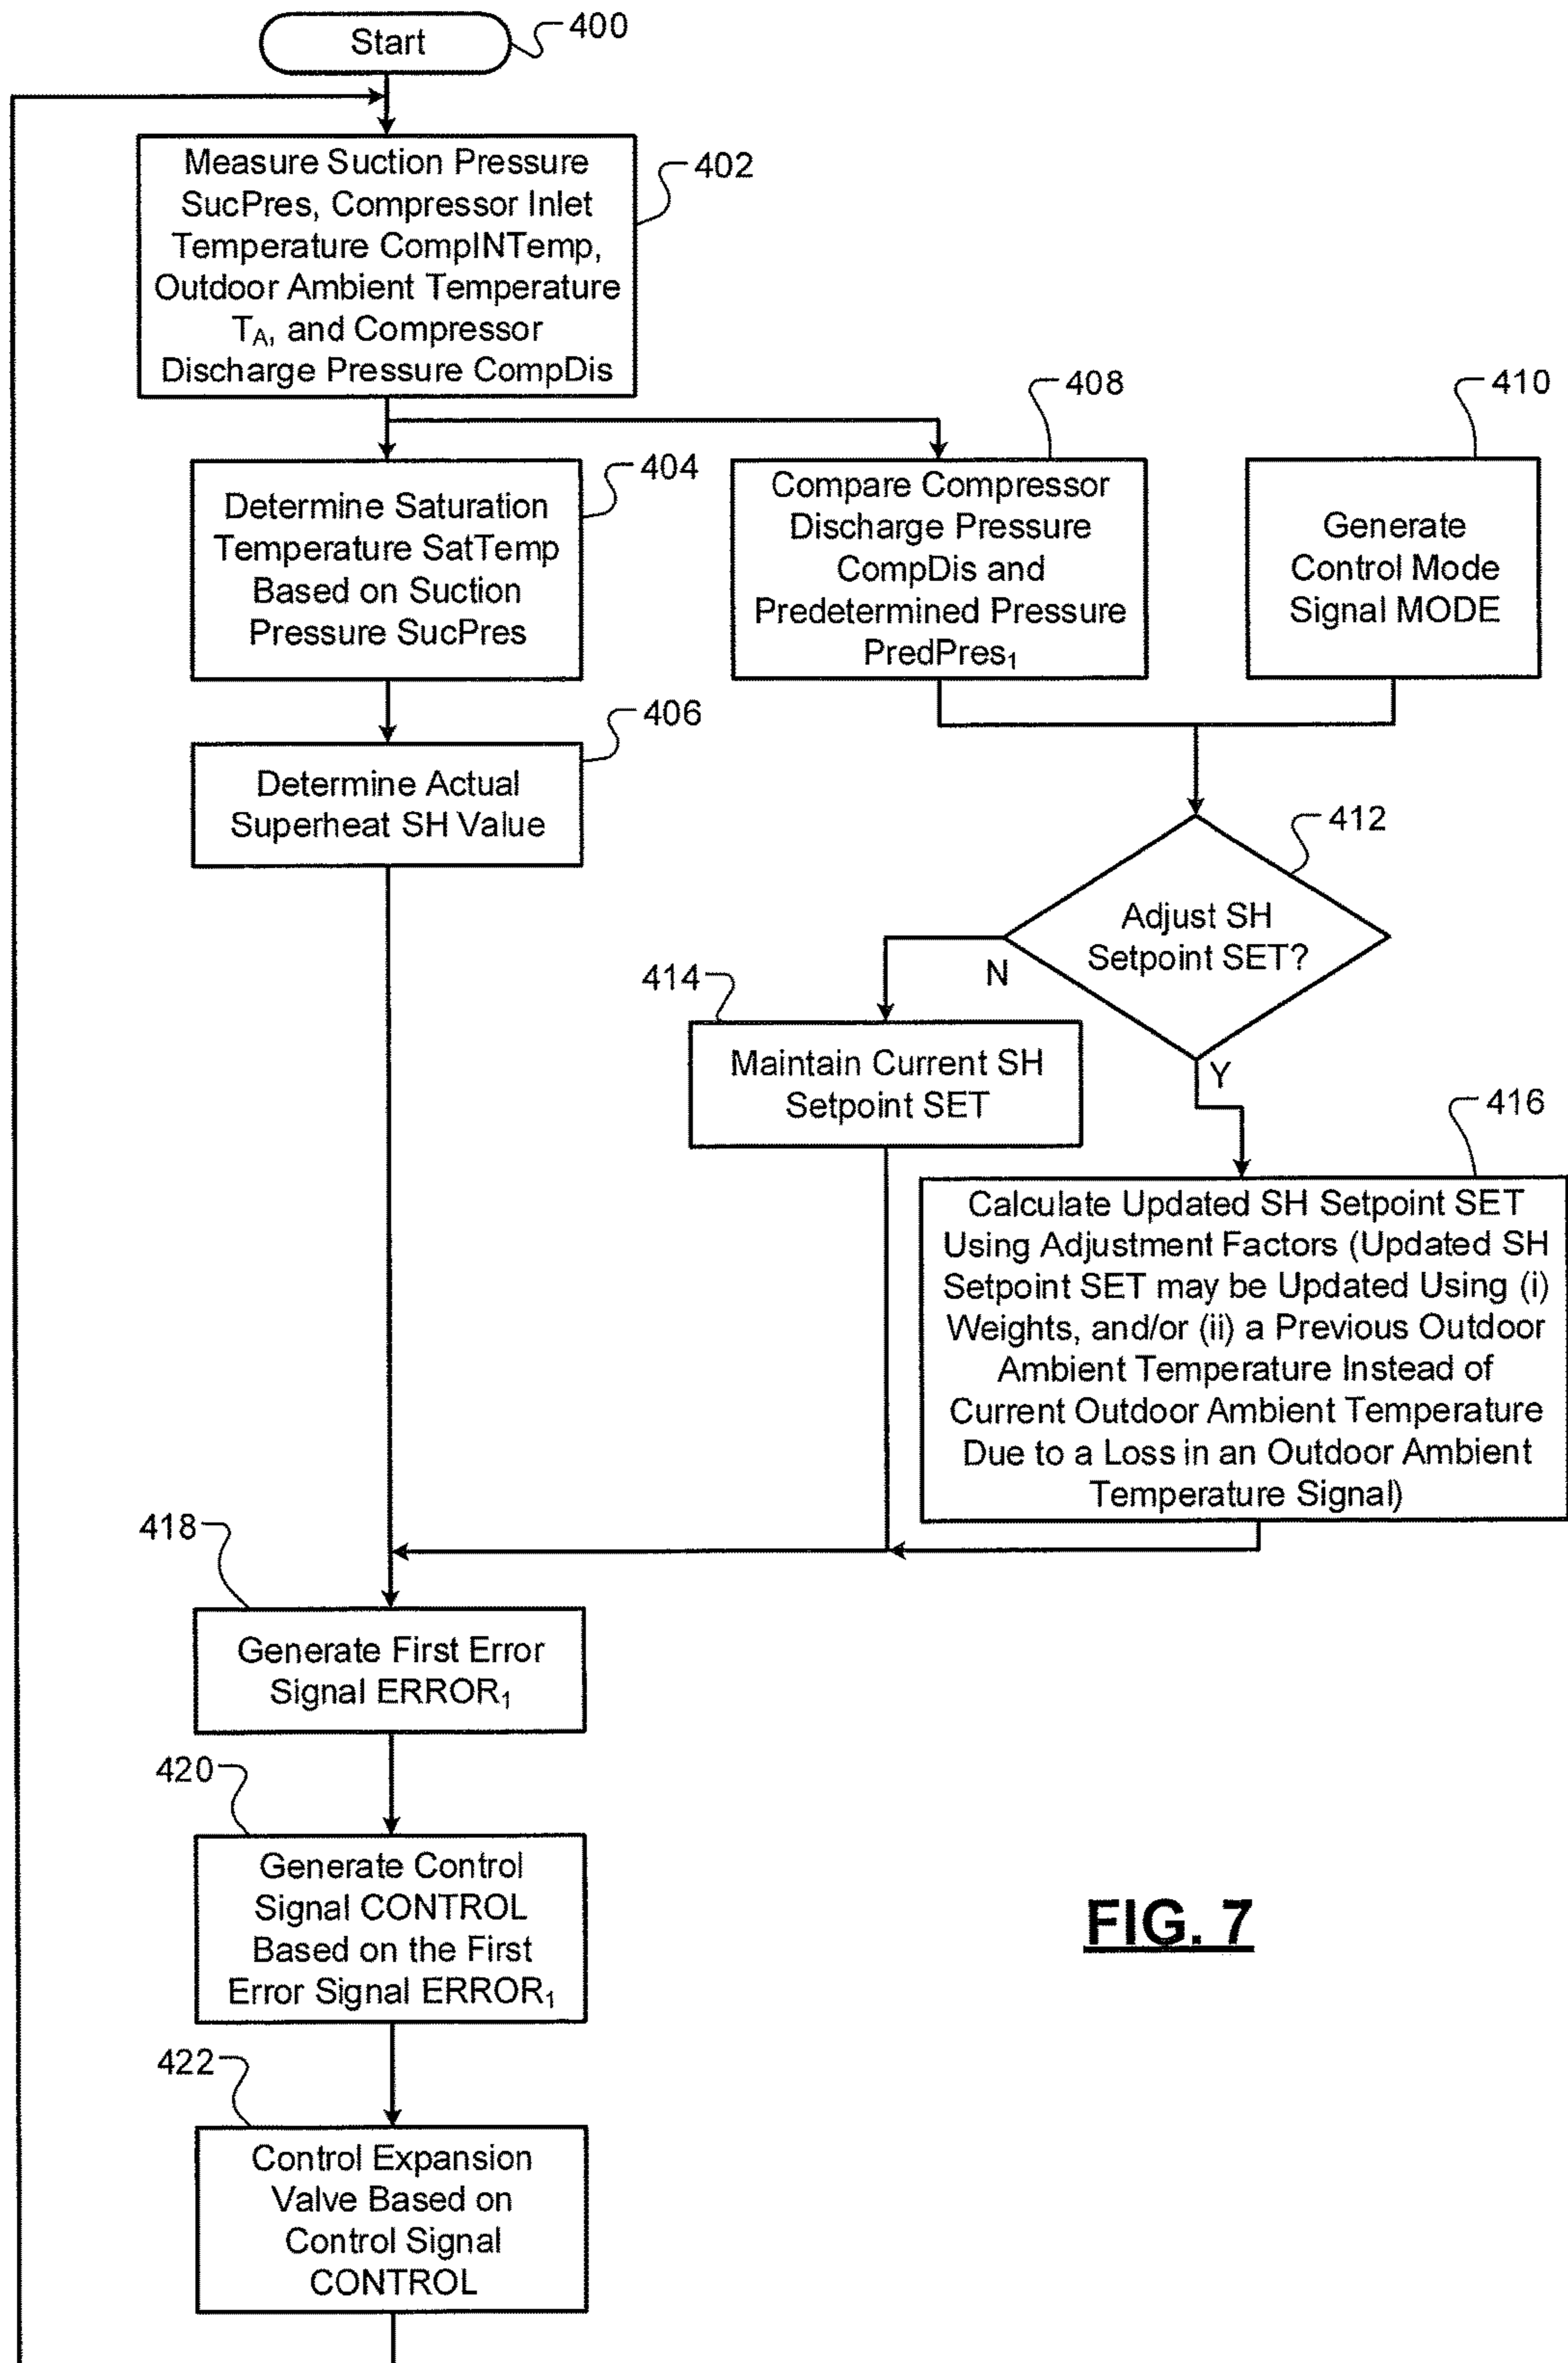 Start
400
Measure Suction Pressure
SucPres, Compressor Inlet
Temperature CompINTemp,
Outdoor Ambient Temperature
T_A, and Compressor
Discharge Pressure CompDis
402
Determine Saturation
Temperature SatTemp
Based on Suction
Pressure SucPres
404
Compare Compressor
Discharge Pressure
CompDis and
Predetermined Pressure
PredPres₁
408
Generate
Control Mode
Signal MODE
410
Determine Actual
Superheat SH Value
406
Adjust SH
Setpoint SET?
412
N
Y
414
Maintain Current SH
Setpoint SET
416
Calculate Updated SH Setpoint SET
Using Adjustment Factors (Updated SH
Setpoint SET may be Updated Using (i)
Weights, and/or (ii) a Previous Outdoor
Ambient Temperature Instead of
Current Outdoor Ambient Temperature
Due to a Loss in an Outdoor Ambient
Temperature Signal)
418
Generate First Error
Signal ERROR₁
420
Generate Control
Signal CONTROL
Based on the First
Error Signal ERROR₁
422
Control Expansion
Valve Based on
Control Signal
CONTROL
FIG. 7